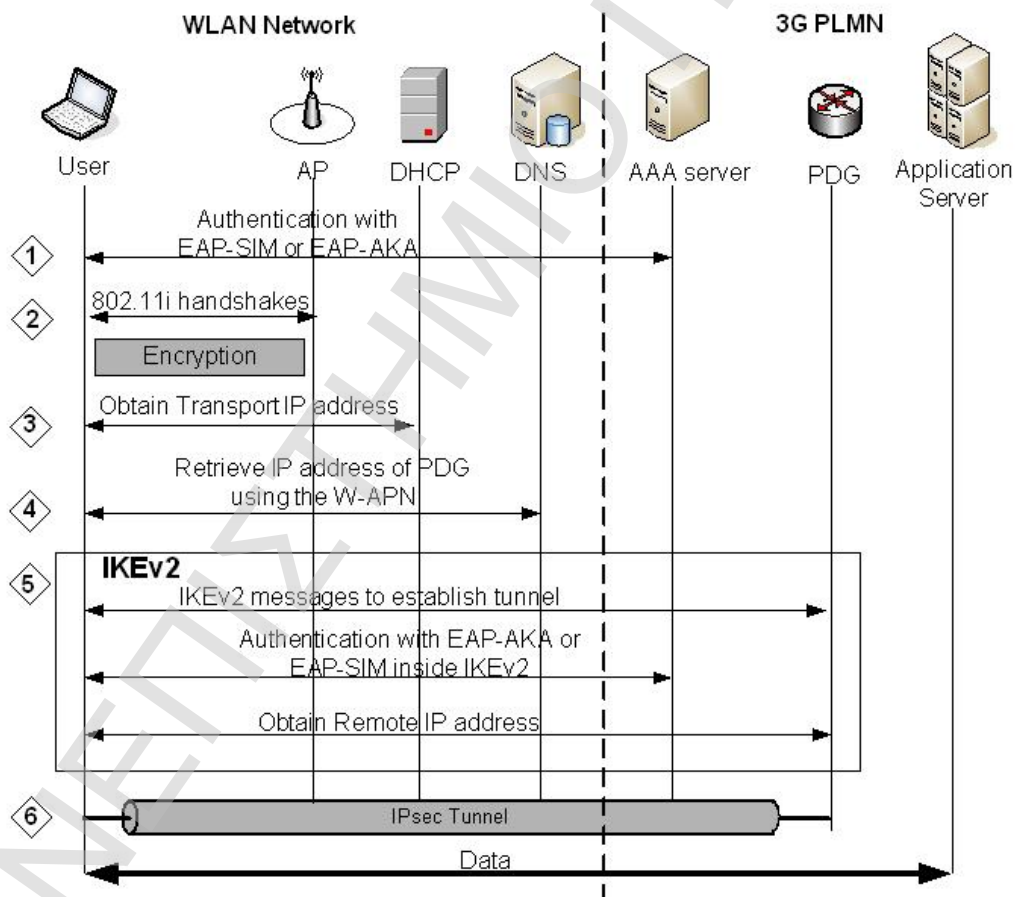 WLAN Network
3G PLMN
User
AP
DHCP
DNS
AAA server
PDG
Application
Server
Authentication with
EAP-SIM or EAP-AKA
1
802.11i handshakes
2
Encryption
Obtain Transport IP address
3
Retrieve IP address of PDG
using the W-APN
4
IKEv2
5
IKEv2 messages to establish tunnel
Authentication with EAP-AKA or
EAP-SIM inside IKEv2
Obtain Remote IP address
6
IPsec Tunnel
Data
ΝΕΠΙΣΤΗΜΙΟ